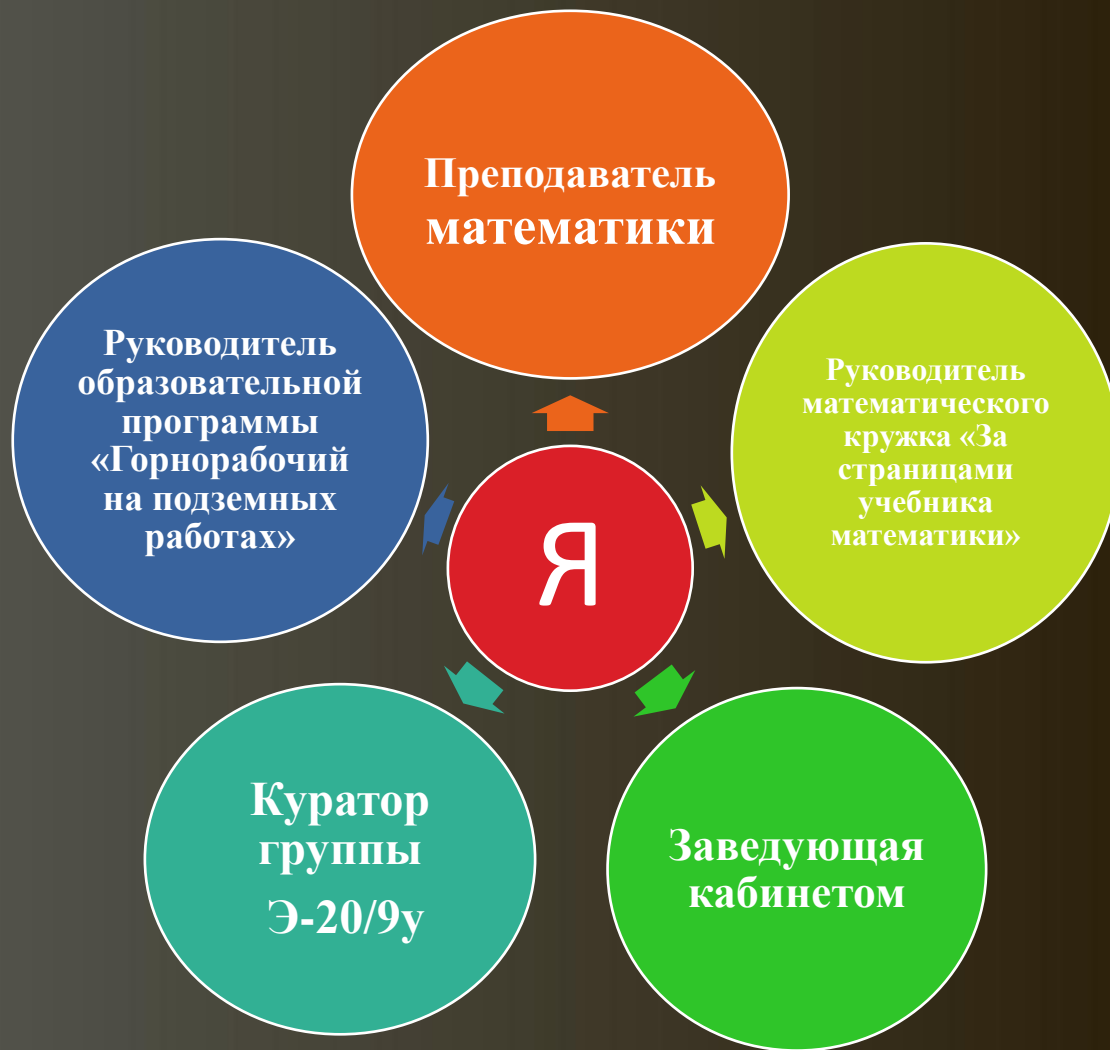 Преподаватель
математики
Руководитель
образовательной
программы
«Горнорабочий
на подземных
работах»
Руководитель
математического
кружка «За
страницами
учебника
математики»
Я
Куратор
группы
Э-20/9у
Заведующая
кабинетом